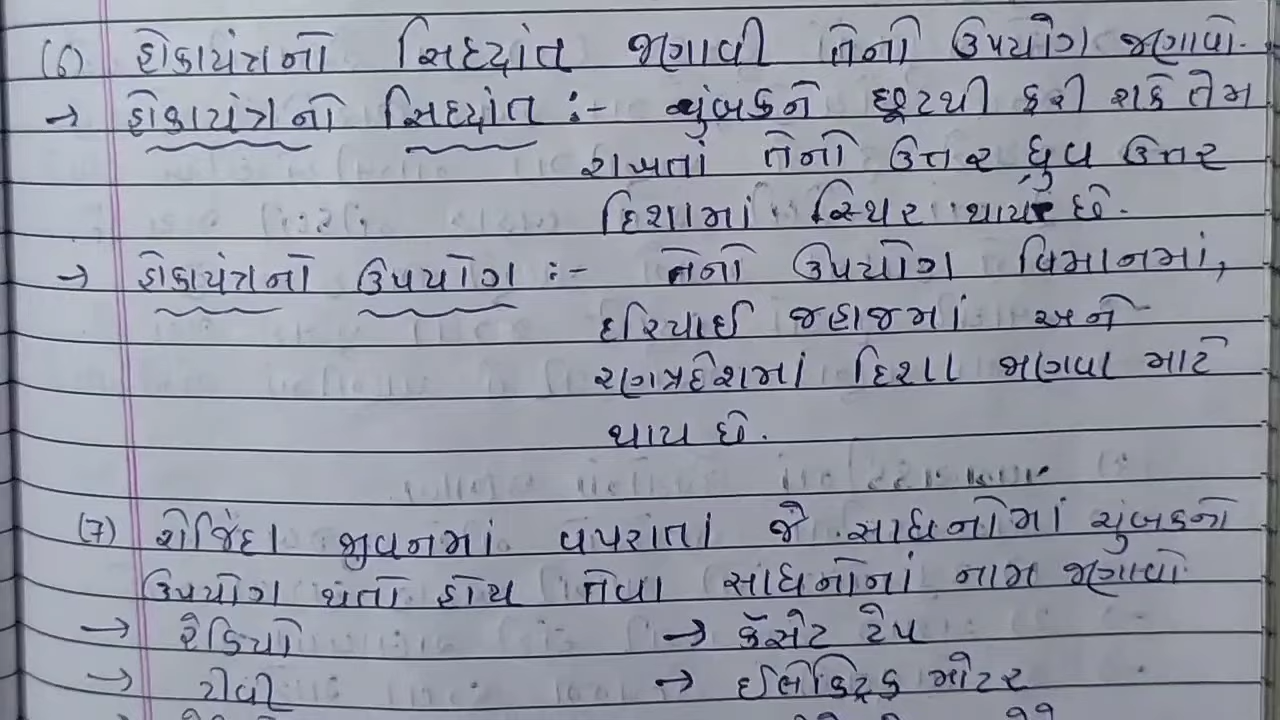 (6) હોકાયંત્રનો સિધ્ધાંત જણાવી તેનો ઉપયોગ જણાવો.
→ હોકાયંત્રનો સિધ્ધાંત :- ચુંબકને છૂટથી ફરી શકે તેમ
રાખતાં તેનો ઉત્તર ધ્રુવ ઉત્તર
દિશામાં સ્થિર થાય છે.
→ હોકાયંત્રનો ઉપયોગ :- તેનો ઉપયોગ વિમાનમાં,
દરિયાઈ જહાજમાં અને
રણપ્રદેશમાં દિશા જાણવા માટે
થાય છે.
(7) રોજિંદા જીવનમાં વપરાતાં જે સાધનોમાં ચુંબકનો
ઉપયોગ થતો હોય તેવા સાધનોનાં નામ જણાવો
→ રેડિયો → કૅસેટ ટેપ
→ ટીવી → ઈલેક્ટ્રિક મોટર